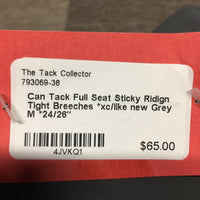 The Tack Collector
793069-38
Can Tack Full Seat Sticky Ridign
Tight Breeches *xc/like new Grey
M *24/26"
4JVKQ1
$65.00